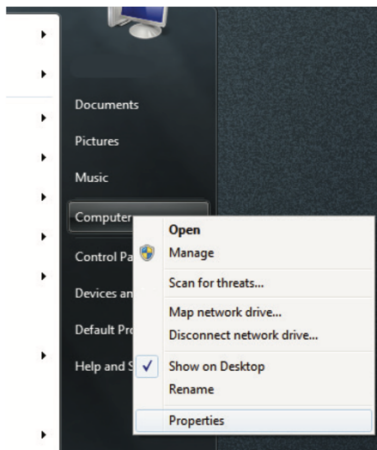 Documents
Pictures
Music
Computer
Open
Control Pa
Manage
Scan for threats...
Devices an
Map network drive...
Default Pro
Disconnect network drive...
Help and S
Show on Desktop
Rename
Properties